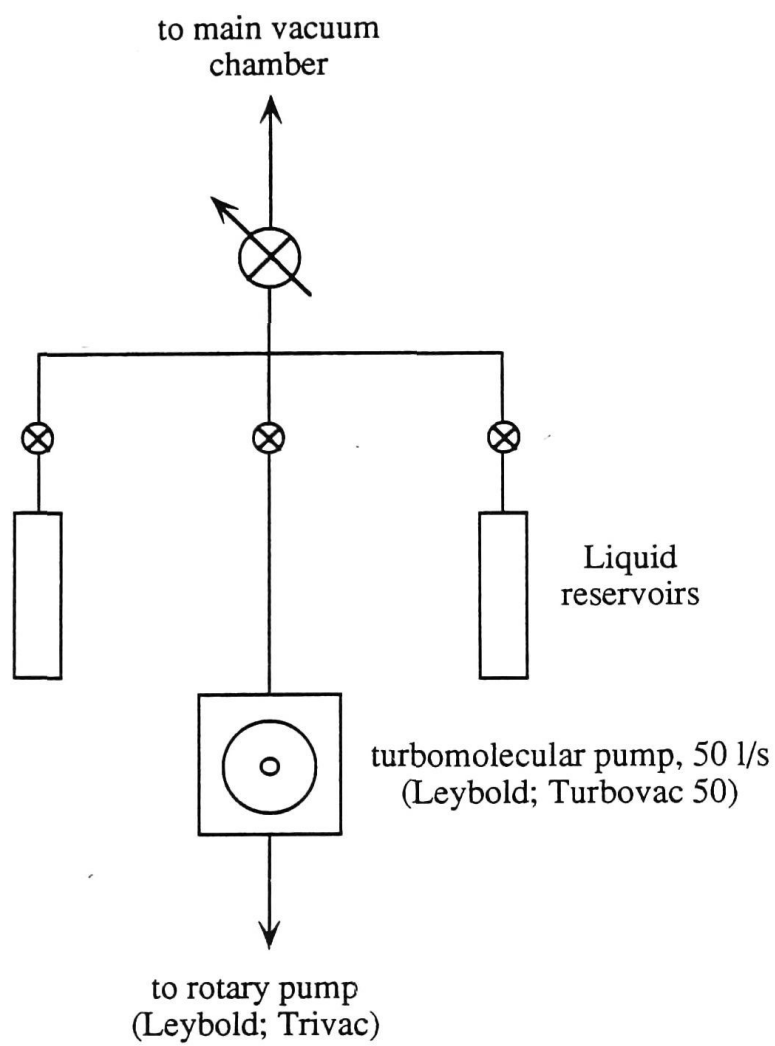 to main vacuum
chamber
Liquid
reservoirs
turbomolecular pump, 50 l/s
(Leybold; Turbovac 50)
to rotary pump
(Leybold; Trivac)